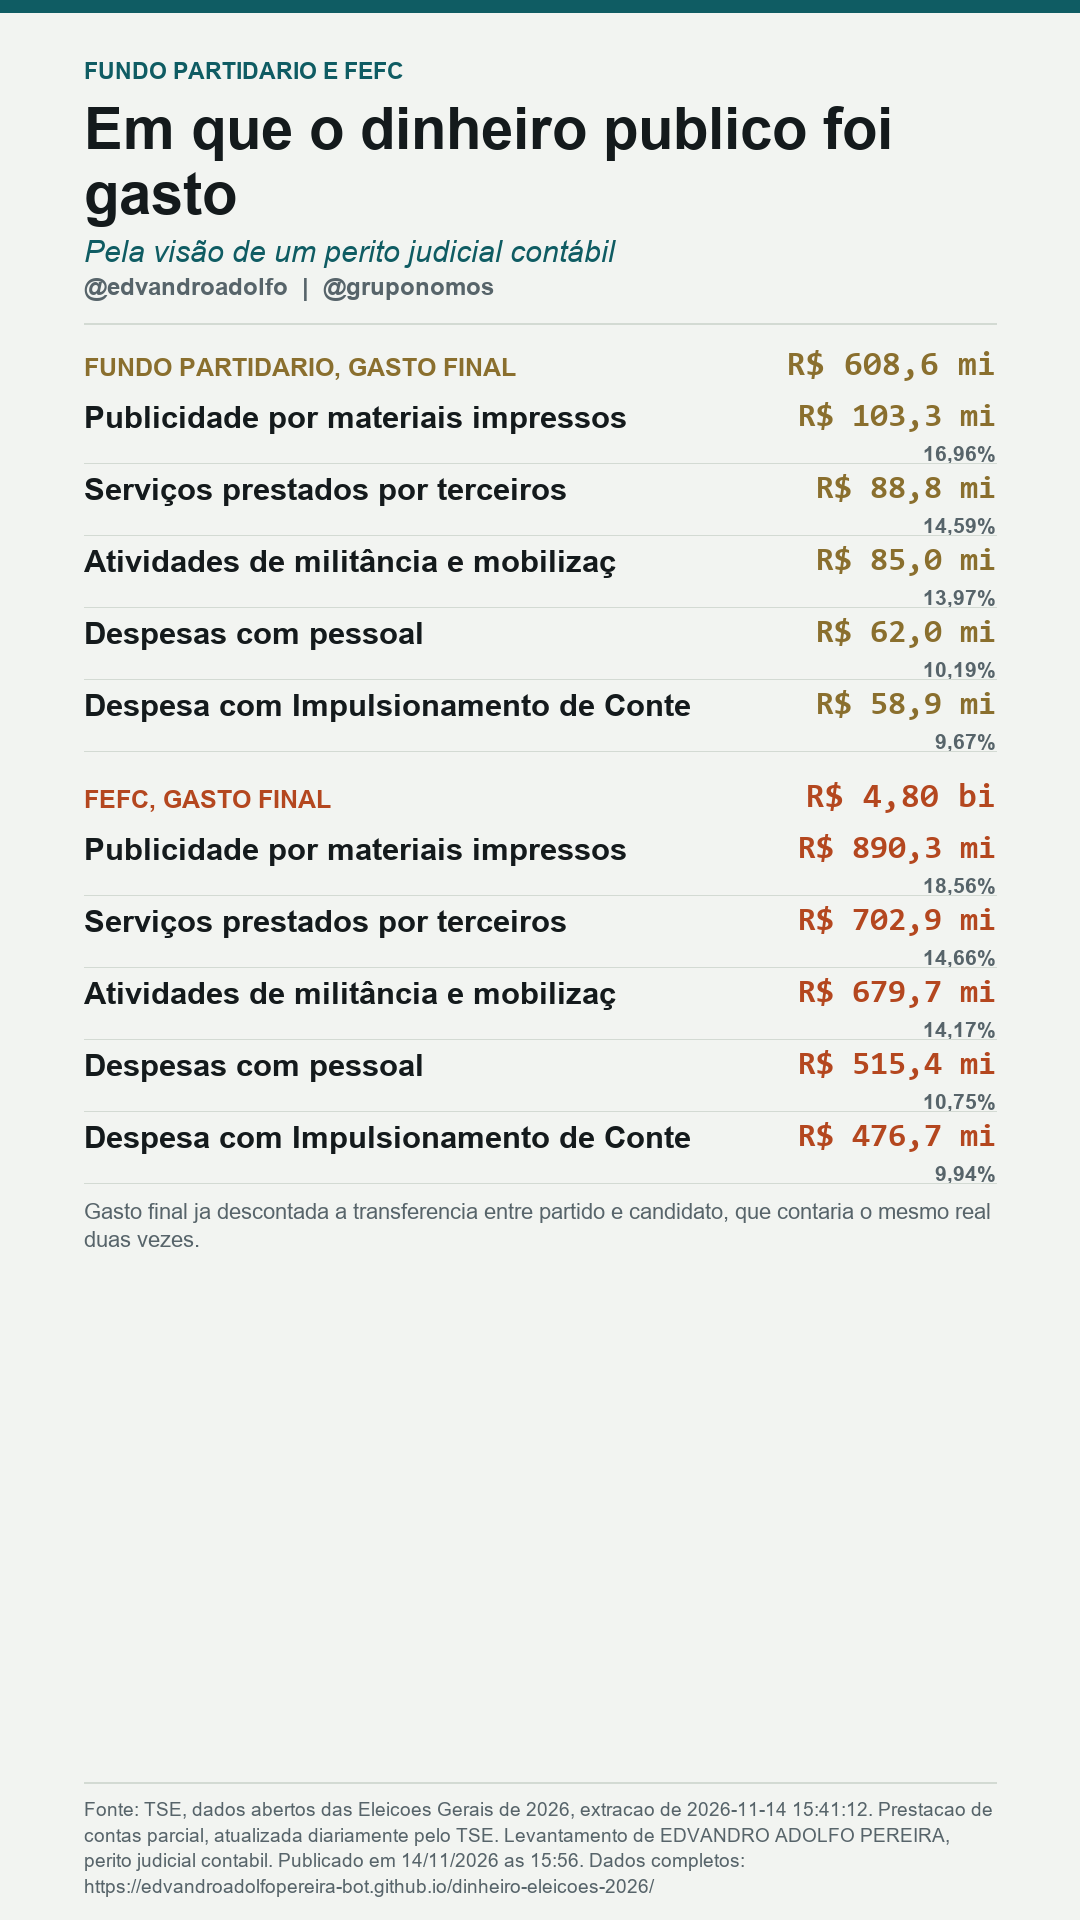 FUNDO PARTIDARIO E FEFC
Em que o dinheiro publico foi
gasto
Pela visão de um perito judicial contábil
@edvandroadolfo | @gruponomos
FUNDO PARTIDARIO, GASTO FINAL R$ 608,6 mi
Publicidade por materiais impressos R$ 103,3 mi
16,96%
Serviços prestados por terceiros R$ 88,8 mi
14,59%
Atividades de militância e mobilizaç R$ 85,0 mi
13,97%
Despesas com pessoal R$ 62,0 mi
10,19%
Despesa com Impulsionamento de Conte R$ 58,9 mi
9,67%
FEFC, GASTO FINAL R$ 4,80 bi
Publicidade por materiais impressos R$ 890,3 mi
18,56%
Serviços prestados por terceiros R$ 702,9 mi
14,66%
Atividades de militância e mobilizaç R$ 679,7 mi
14,17%
Despesas com pessoal R$ 515,4 mi
10,75%
Despesa com Impulsionamento de Conte R$ 476,7 mi
9,94%
Gasto final ja descontada a transferencia entre partido e candidato, que contaria o mesmo real
duas vezes.
Fonte: TSE, dados abertos das Eleicoes Gerais de 2026, extracao de 2026-11-14 15:41:12. Prestacao de
contas parcial, atualizada diariamente pelo TSE. Levantamento de EDVANDRO ADOLFO PEREIRA,
perito judicial contabil. Publicado em 14/11/2026 as 15:56. Dados completos:
https://edvandroadolfopereira-bot.github.io/dinheiro-eleicoes-2026/